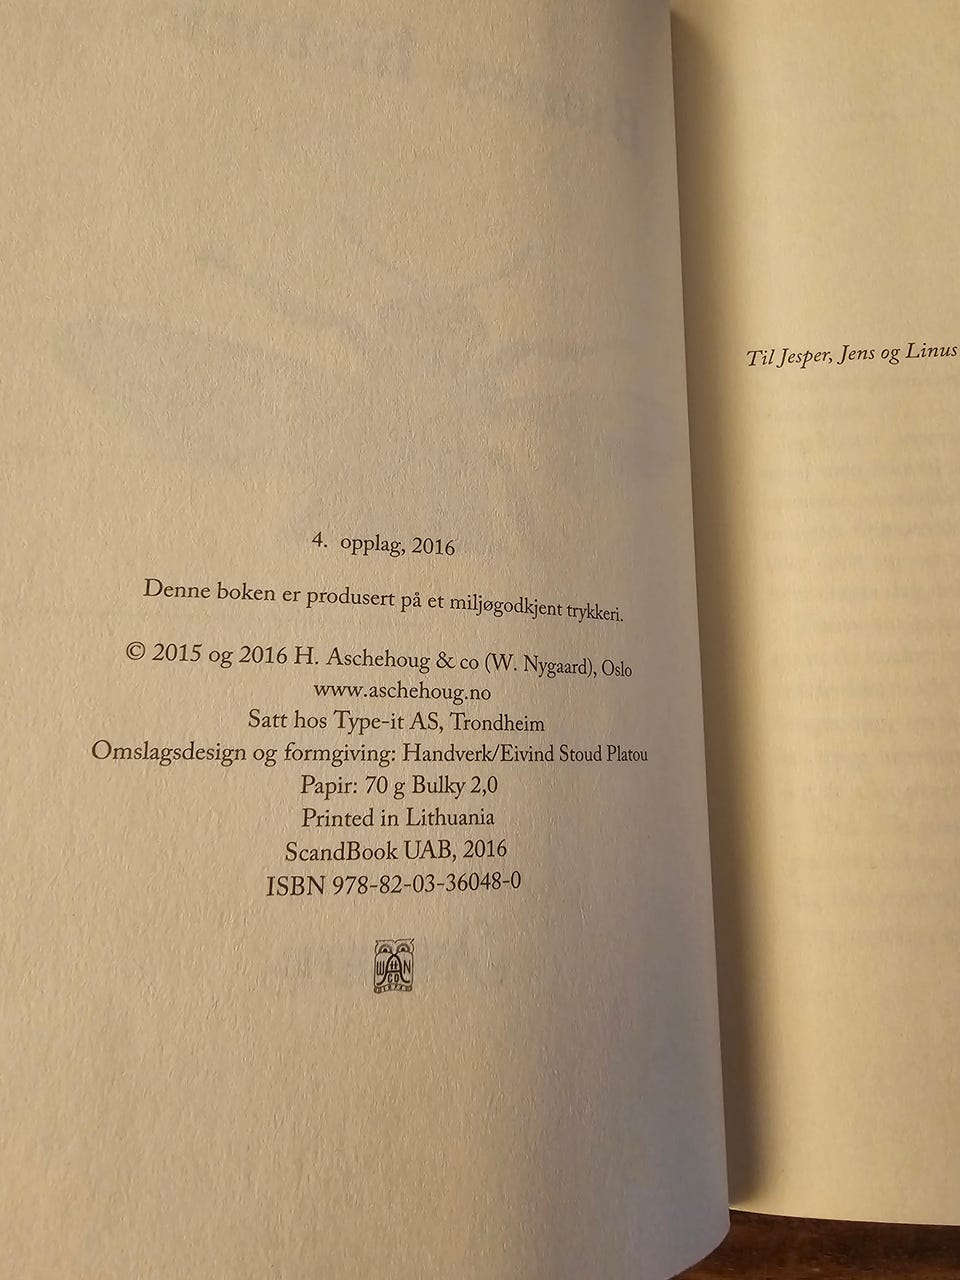 4. opplag, 2016
Denne boken er produsert på et miljøgodkjent trykkeri.
© 2015 og 2016 H. Aschehoug & co (W. Nygaard), Oslo
www.aschehoug.no
Satt hos Type-it AS, Trondheim
Omslagsdesign og formgiving: Handverk/Eivind Stoud Platou
Papir: 70 g Bulky 2,0
Printed in Lithuania
ScandBook UAB, 2016
ISBN 978-82-03-36048-0
Til Jesper, Jens og Linus